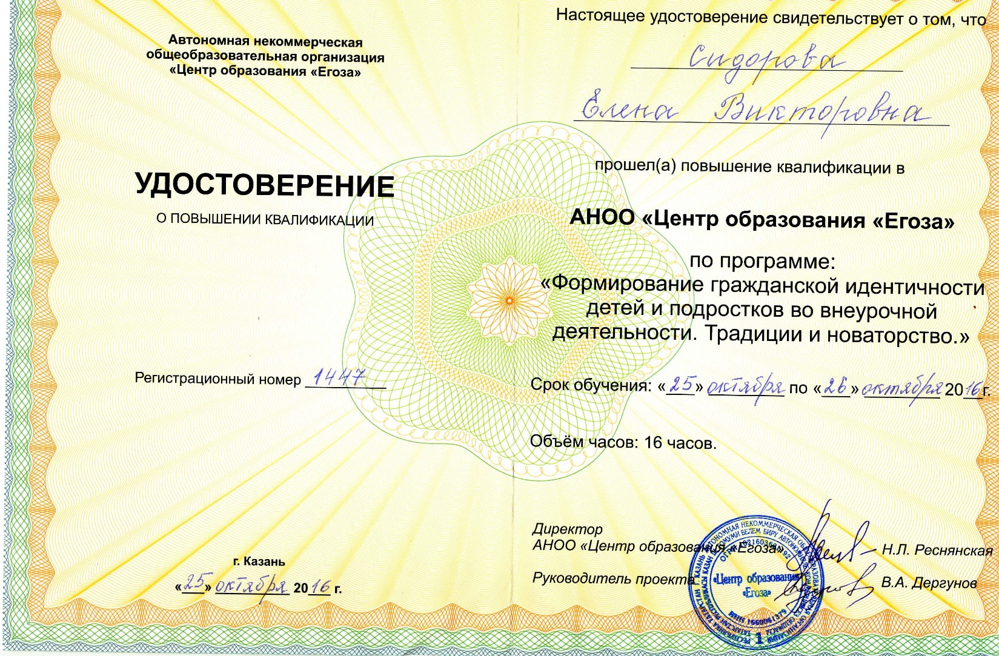 Автономная некоммерческая
общеобразовательная организация
«Центр образования «Егоза»
УДОСТОВЕРЕНИЕ
О ПОВЫШЕНИИ КВАЛИФИКАЦИИ
Регистрационный номер 1447
г. Казань
«25» октября 2016 г.
Настоящее удостоверение свидетельствует о том, что
Сидорова
Елена Викторовна
прошел(а) повышение квалификации в
АНОО «Центр образования «Егоза»
по программе:
«Формирование гражданской идентичности
детей и подростков во внеурочной
деятельности. Традиции и новаторство.»
Срок обучения: «25» октября по «26» октября 2016г.
Объём часов: 16 часов.
Директор
АНОО «Центр образования «Егоза» Н.Л. Реснянская
Руководитель проекта В.А. Дергунов
«Центр образования
«Егоза»
1